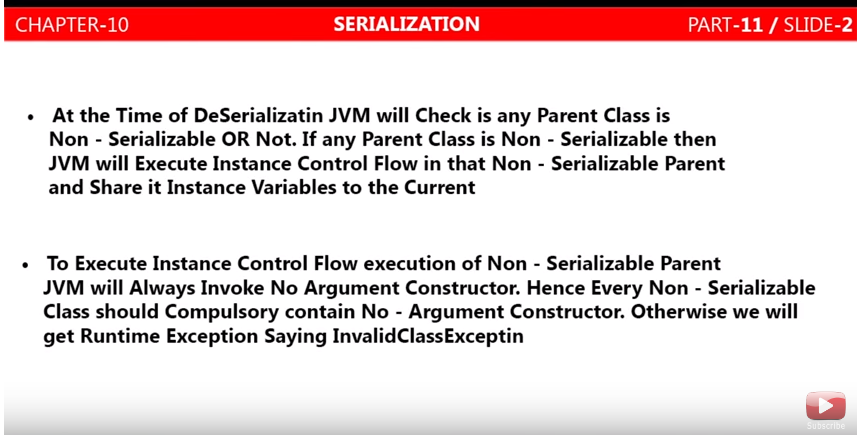 CHAPTER-10 SERIALIZATION PART-11 / SLIDE-2
• At the Time of DeSerializatin JVM will Check is any Parent Class is
Non - Serializable OR Not. If any Parent Class is Non - Serializable then
JVM will Execute Instance Control Flow in that Non - Serializable Parent
and Share it Instance Variables to the Current
• To Execute Instance Control Flow execution of Non - Serializable Parent
JVM will Always Invoke No Argument Constructor. Hence Every Non - Serializable
Class should Compulsory contain No - Argument Constructor. Otherwise we will
get Runtime Exception Saying InvalidClassExceptin
Subscribe